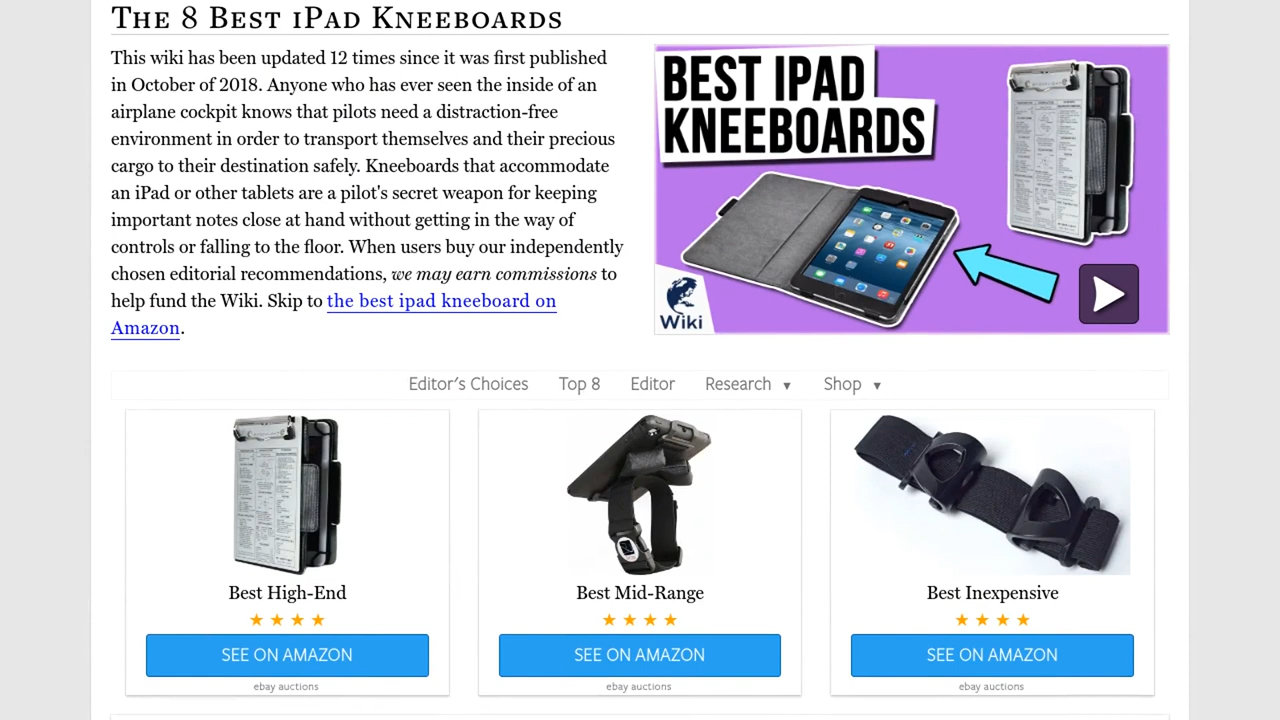 The 8 Best iPad Kneeboards
This wiki has been updated 12 times since it was first published
in October of 2018. Anyone who has ever seen the inside of an
airplane cockpit knows that pilots need a distraction-free
environment in order to transport themselves and their precious
cargo to their destination safely. Kneeboards that accommodate
an iPad or other tablets are a pilot's secret weapon for keeping
important notes close at hand without getting in the way of
controls or falling to the floor. When users buy our independently
chosen editorial recommendations, we may earn commissions to
help fund the Wiki. Skip to the best ipad kneeboard on
Amazon.
BEST IPAD
KNEEBOARDS
Wiki
Editor's Choices Top 8 Editor Research ▼ Shop ▼
Best High-End
★ ★ ★ ★
SEE ON AMAZON
ebay auctions
Best Mid-Range
★ ★ ★ ★
SEE ON AMAZON
ebay auctions
Best Inexpensive
★ ★ ★ ★
SEE ON AMAZON
ebay auctions